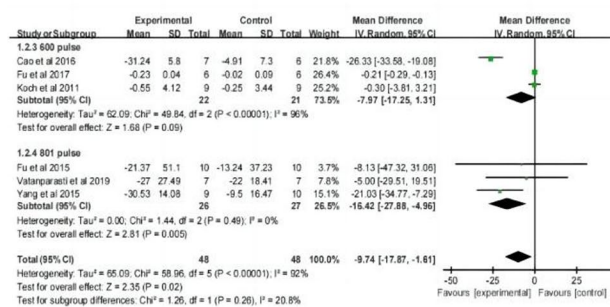 Experimental Control Mean Difference Mean Difference
Study or Subgroup Mean SD Total Mean SD Total Weight IV. Random. 95% CI IV. Random. 95% CI
1.2.3 600 pulse
Cao et al 2016 -31.24 5.8 7 -4.91 7.3 6 21.8% -26.33 [-33.58, -19.08]
Fu et al 2017 -0.23 0.04 6 -0.02 0.09 6 26.4% -0.21 [-0.29, -0.13]
Koch et al 2011 -0.55 4.12 9 -0.25 3.44 9 25.3% -0.30 [-3.81, 3.21]
Subtotal (95% CI) 22 21 73.5% -7.97 [-17.25, 1.31]
Heterogeneity: Tau² = 62.09; Chi² = 49.84, df = 2 (P < 0.00001); I² = 96%
Test for overall effect: Z = 1.68 (P = 0.09)
1.2.4 801 pulse
Fu et al 2015 -21.37 51.1 10 -13.24 37.23 10 3.7% -8.13 [-47.32, 31.06]
Vatanparasti et al 2019 -27 27.49 7 -22 18.41 7 7.8% -5.00 [-29.51, 19.51]
Yang et al 2015 -30.53 14.08 9 -9.5 16.47 10 15.0% -21.03 [-34.77, -7.29]
Subtotal (95% CI) 26 27 26.5% -16.42 [-27.88, -4.96]
Heterogeneity: Tau² = 0.00; Chi² = 1.44, df = 2 (P = 0.49); I² = 0%
Test for overall effect: Z = 2.81 (P = 0.005)
Total (95% CI) 48 48 100.0% -9.74 [-17.87, -1.61]
Heterogeneity: Tau² = 65.09; Chi² = 58.96, df = 5 (P < 0.00001); I² = 92%
Test for overall effect: Z = 2.35 (P = 0.02)
Test for subgroup differences: Chi² = 1.26, df = 1 (P = 0.26), I² = 20.8%
-50 -25 0 25 50
Favours [experimental] Favours [control]